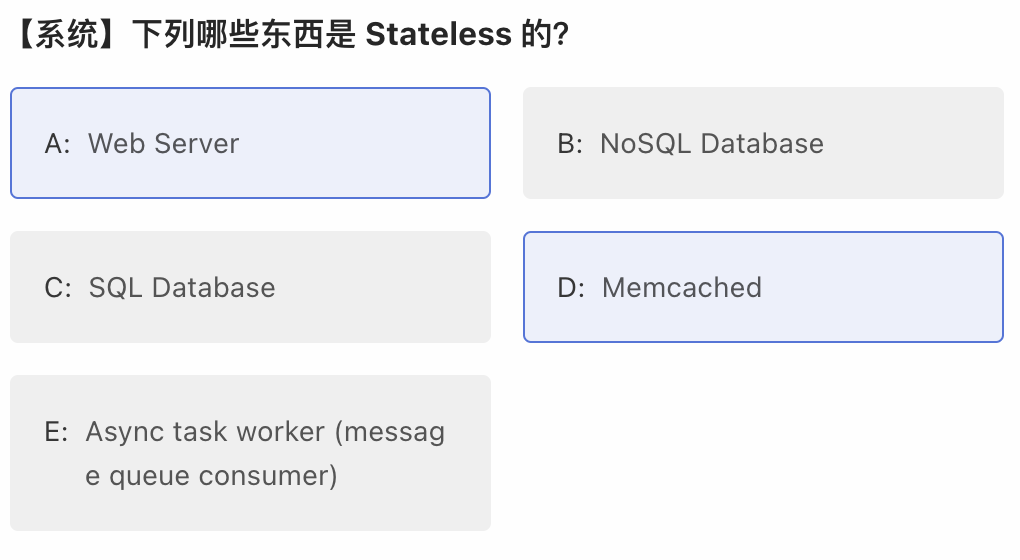 【系统】下列哪些东西是 Stateless 的?
A: Web Server
B: NoSQL Database
C: SQL Database
D: Memcached
E: Async task worker (messag
e queue consumer)